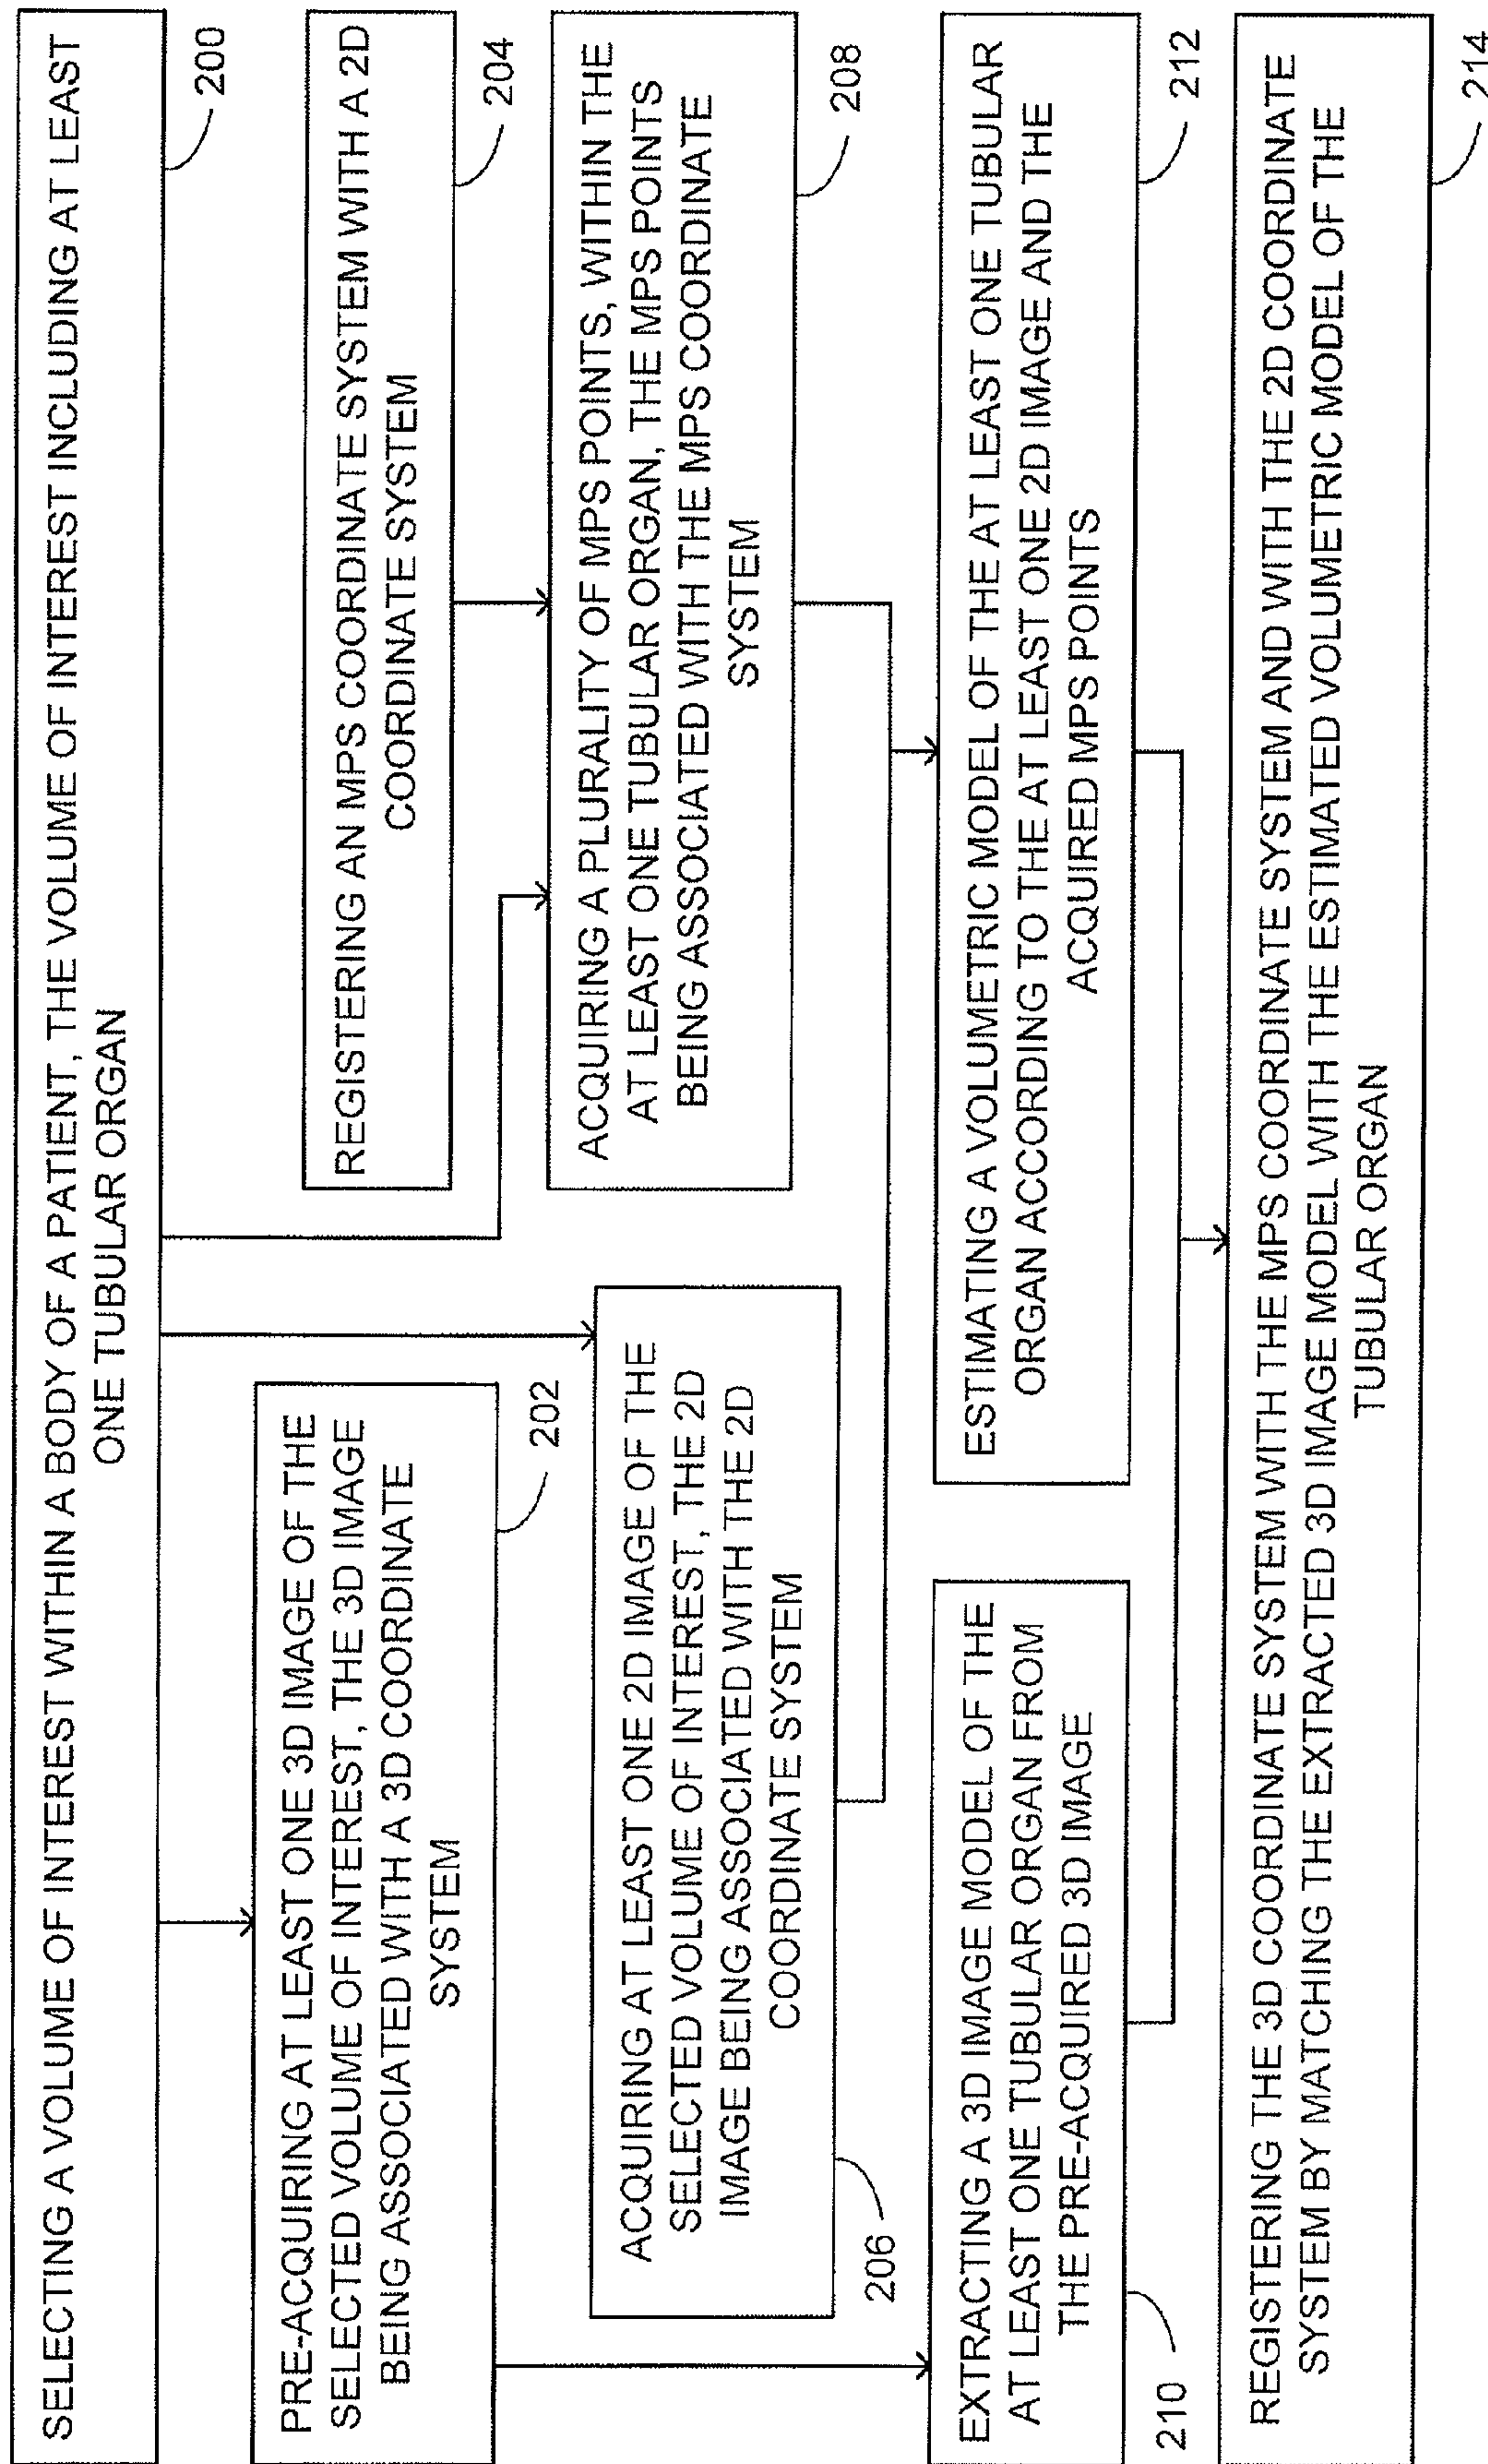 SELECTING A VOLUME OF INTEREST WITHIN A BODY OF A PATIENT, THE VOLUME OF INTEREST INCLUDING AT LEAST
ONE TUBULAR ORGAN
200
PRE-ACQUIRING AT LEAST ONE 3D IMAGE OF THE
SELECTED VOLUME OF INTEREST, THE 3D IMAGE
BEING ASSOCIATED WITH A 3D COORDINATE
SYSTEM
202
REGISTERING AN MPS COORDINATE SYSTEM WITH A 2D
COORDINATE SYSTEM
204
ACQUIRING AT LEAST ONE 2D IMAGE OF THE
SELECTED VOLUME OF INTEREST, THE 2D
IMAGE BEING ASSOCIATED WITH THE 2D
COORDINATE SYSTEM
206
ACQUIRING A PLURALITY OF MPS POINTS, WITHIN THE
AT LEAST ONE TUBULAR ORGAN, THE MPS POINTS
BEING ASSOCIATED WITH THE MPS COORDINATE
SYSTEM
208
EXTRACTING A 3D IMAGE MODEL OF THE
AT LEAST ONE TUBULAR ORGAN FROM
THE PRE-ACQUIRED 3D IMAGE
210
ESTIMATING A VOLUMETRIC MODEL OF THE AT LEAST ONE TUBULAR
ORGAN ACCORDING TO THE AT LEAST ONE 2D IMAGE AND THE
ACQUIRED MPS POINTS
212
REGISTERING THE 3D COORDINATE SYSTEM WITH THE MPS COORDINATE SYSTEM AND WITH THE 2D COORDINATE
SYSTEM BY MATCHING THE EXTRACTED 3D IMAGE MODEL WITH THE ESTIMATED VOLUMETRIC MODEL OF THE
TUBULAR ORGAN
214